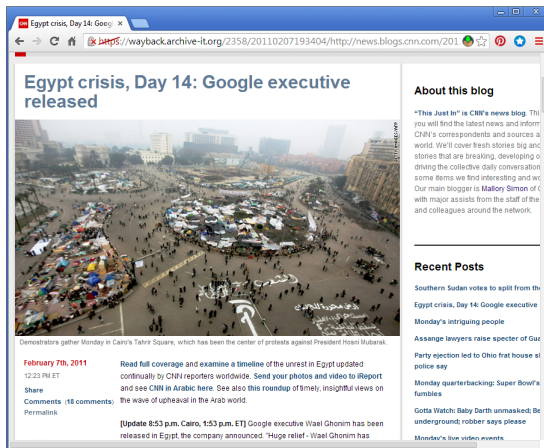 CNN Egypt crisis, Day 14: Googl
https://wayback.archive-it.org/2358/20110207193404/http://news.blogs.cnn.com/201
Egypt crisis, Day 14: Google executive
released
Demostrators gather Monday in Cairo's Tahrir Square, which has been the center of protests against President Hosni Mubarak.
February 7th, 2011
12:23 PM ET
Share
Comments (18 comments)
Permalink
Read full coverage and examine a timeline of the unrest in Egypt updated
continually by CNN reporters worldwide. Send your photos and video to iReport
and see CNN in Arabic here. See also this roundup of timely, insightful views on
the wave of upheaval in the Arab world.
[Update 8:53 p.m. Cairo, 1:53 p.m. ET] Google executive Wael Ghonim has been
released in Egypt, the company announced. "Huge relief - Wael Ghonim has
About this blog
"This Just In" is CNN's news blog. Thi
you will find the latest news and inform
CNN's correspondents and sources a
world. We'll cover fresh stories big and
stories that are breaking, developing o
driving the collective daily conversation
some items we find interesting and wo
Our main blogger is Mallory Simon of C
with major assists from the staff of the
and colleagues around the network.
Recent Posts
Southern Sudan votes to split from the
Egypt crisis, Day 14: Google executive
Monday's intriguing people
Assange lawyers raise specter of Gua
Party ejection led to Ohio frat house sl
police say
Monday quarterbacking: Super Bowl's
fumbles
Gotta Watch: Baby Darth unmasked; Be
underground; robber says please
Monday's live video events